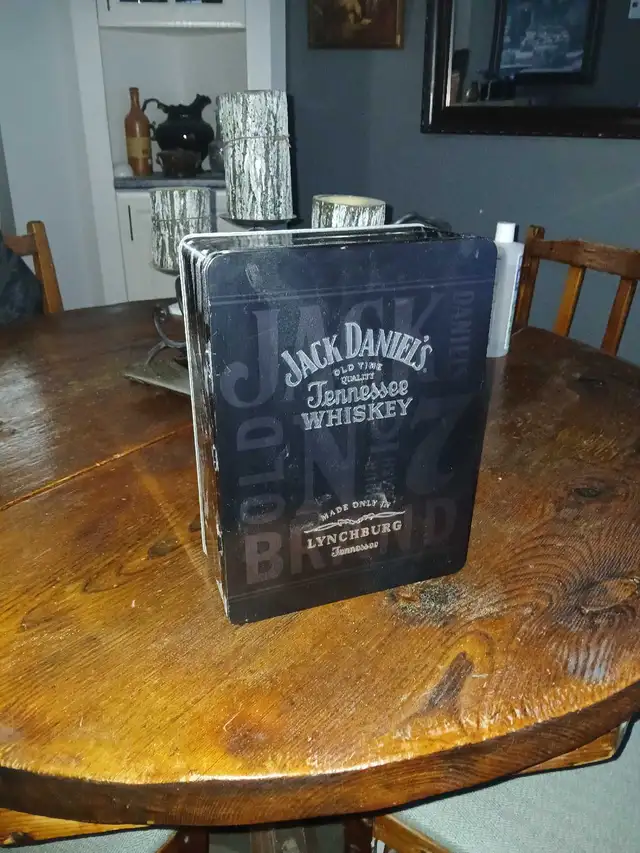 JACK DANIEL'S
OLD TIME
QUALITY
Tennessee
WHISKEY
JACK
DANIEL
OLD
No 7
BRAND
MADE ONLY IN
LYNCHBURG
Tennessee